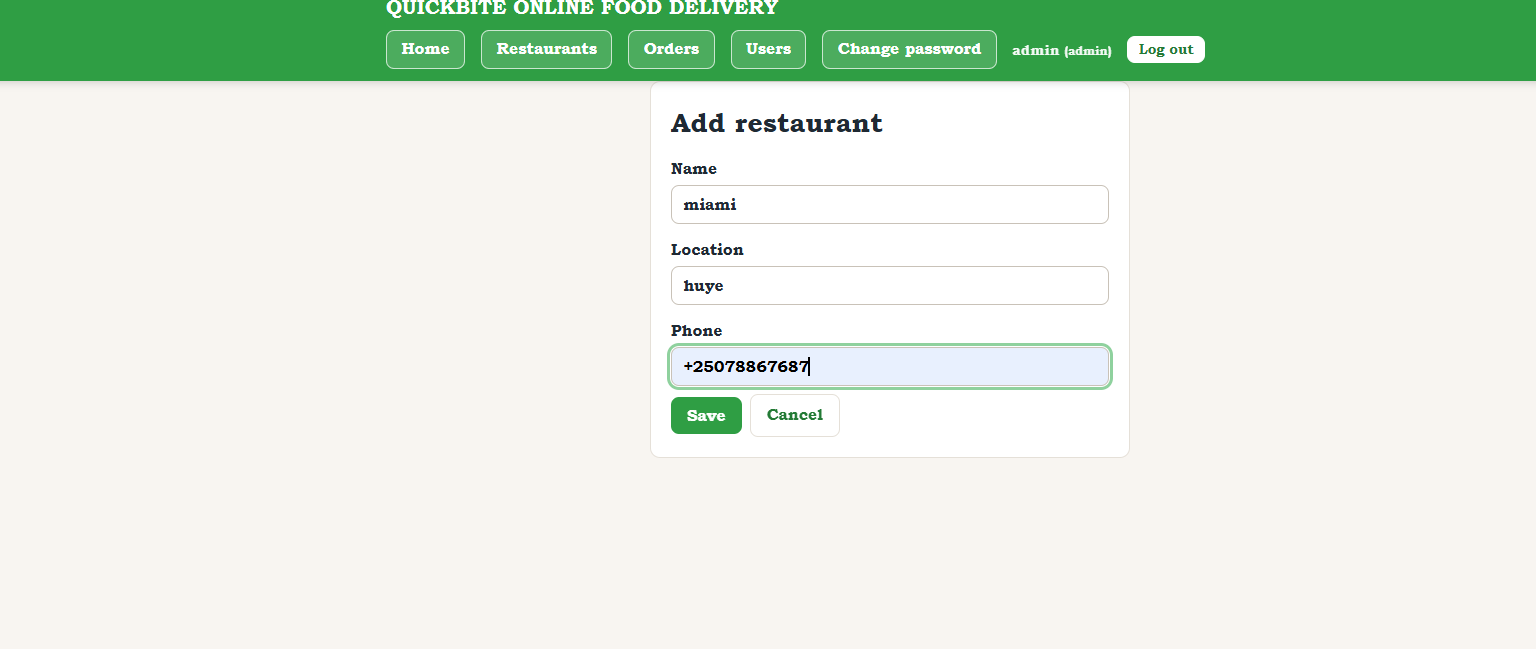 QUICKBITE ONLINE FOOD DELIVERY
Home Restaurants Orders Users Change password admin (admin) Log out
Add restaurant
Name
miami
Location
huye
Phone
+25078867687
Save Cancel